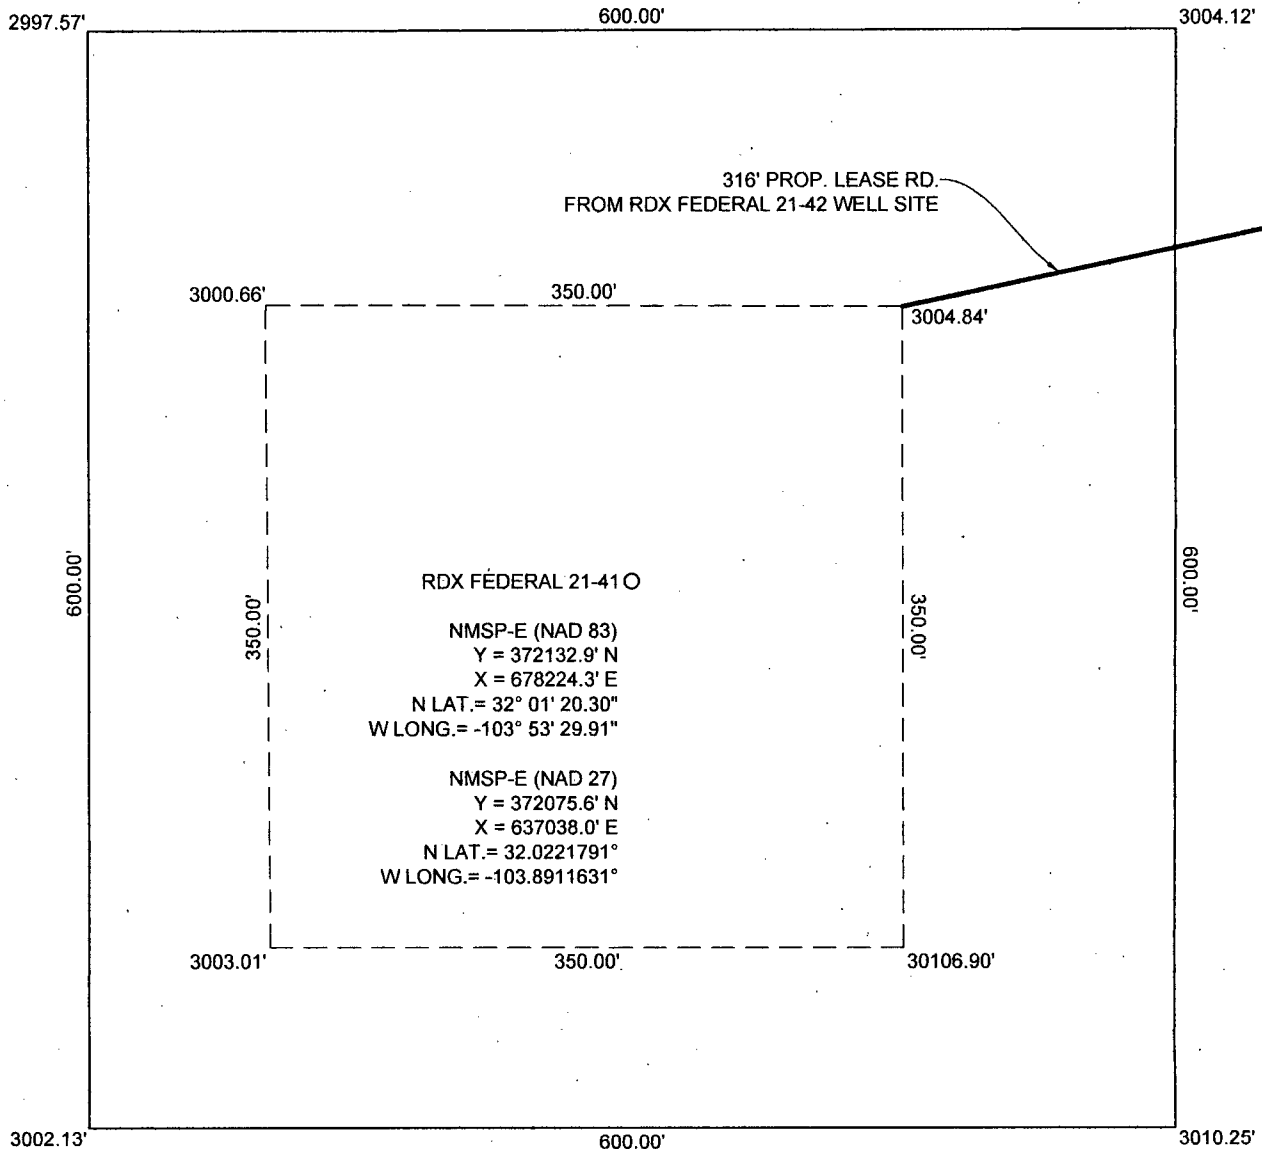 2997.57'
600.00'
3004.12'
316' PROP. LEASE RD.
FROM RDX FEDERAL 21-42 WELL SITE
3000.66'
350.00'
3004.84'
600.00'
350.00'
RDX FEDERAL 21-41
350.00'
600.00'
NMSP-E (NAD 83)
Y = 372132.9' N
X = 678224.3' E
N LAT.= 32° 01' 20.30"
W LONG.= -103° 53' 29.91"
NMSP-E (NAD 27)
Y = 372075.6' N
X = 637038.0' E
N LAT.= 32.0221791°
W LONG.= -103.8911631°
3003.01'
350.00'
30106.90'
3002.13'
600.00'
3010.25'